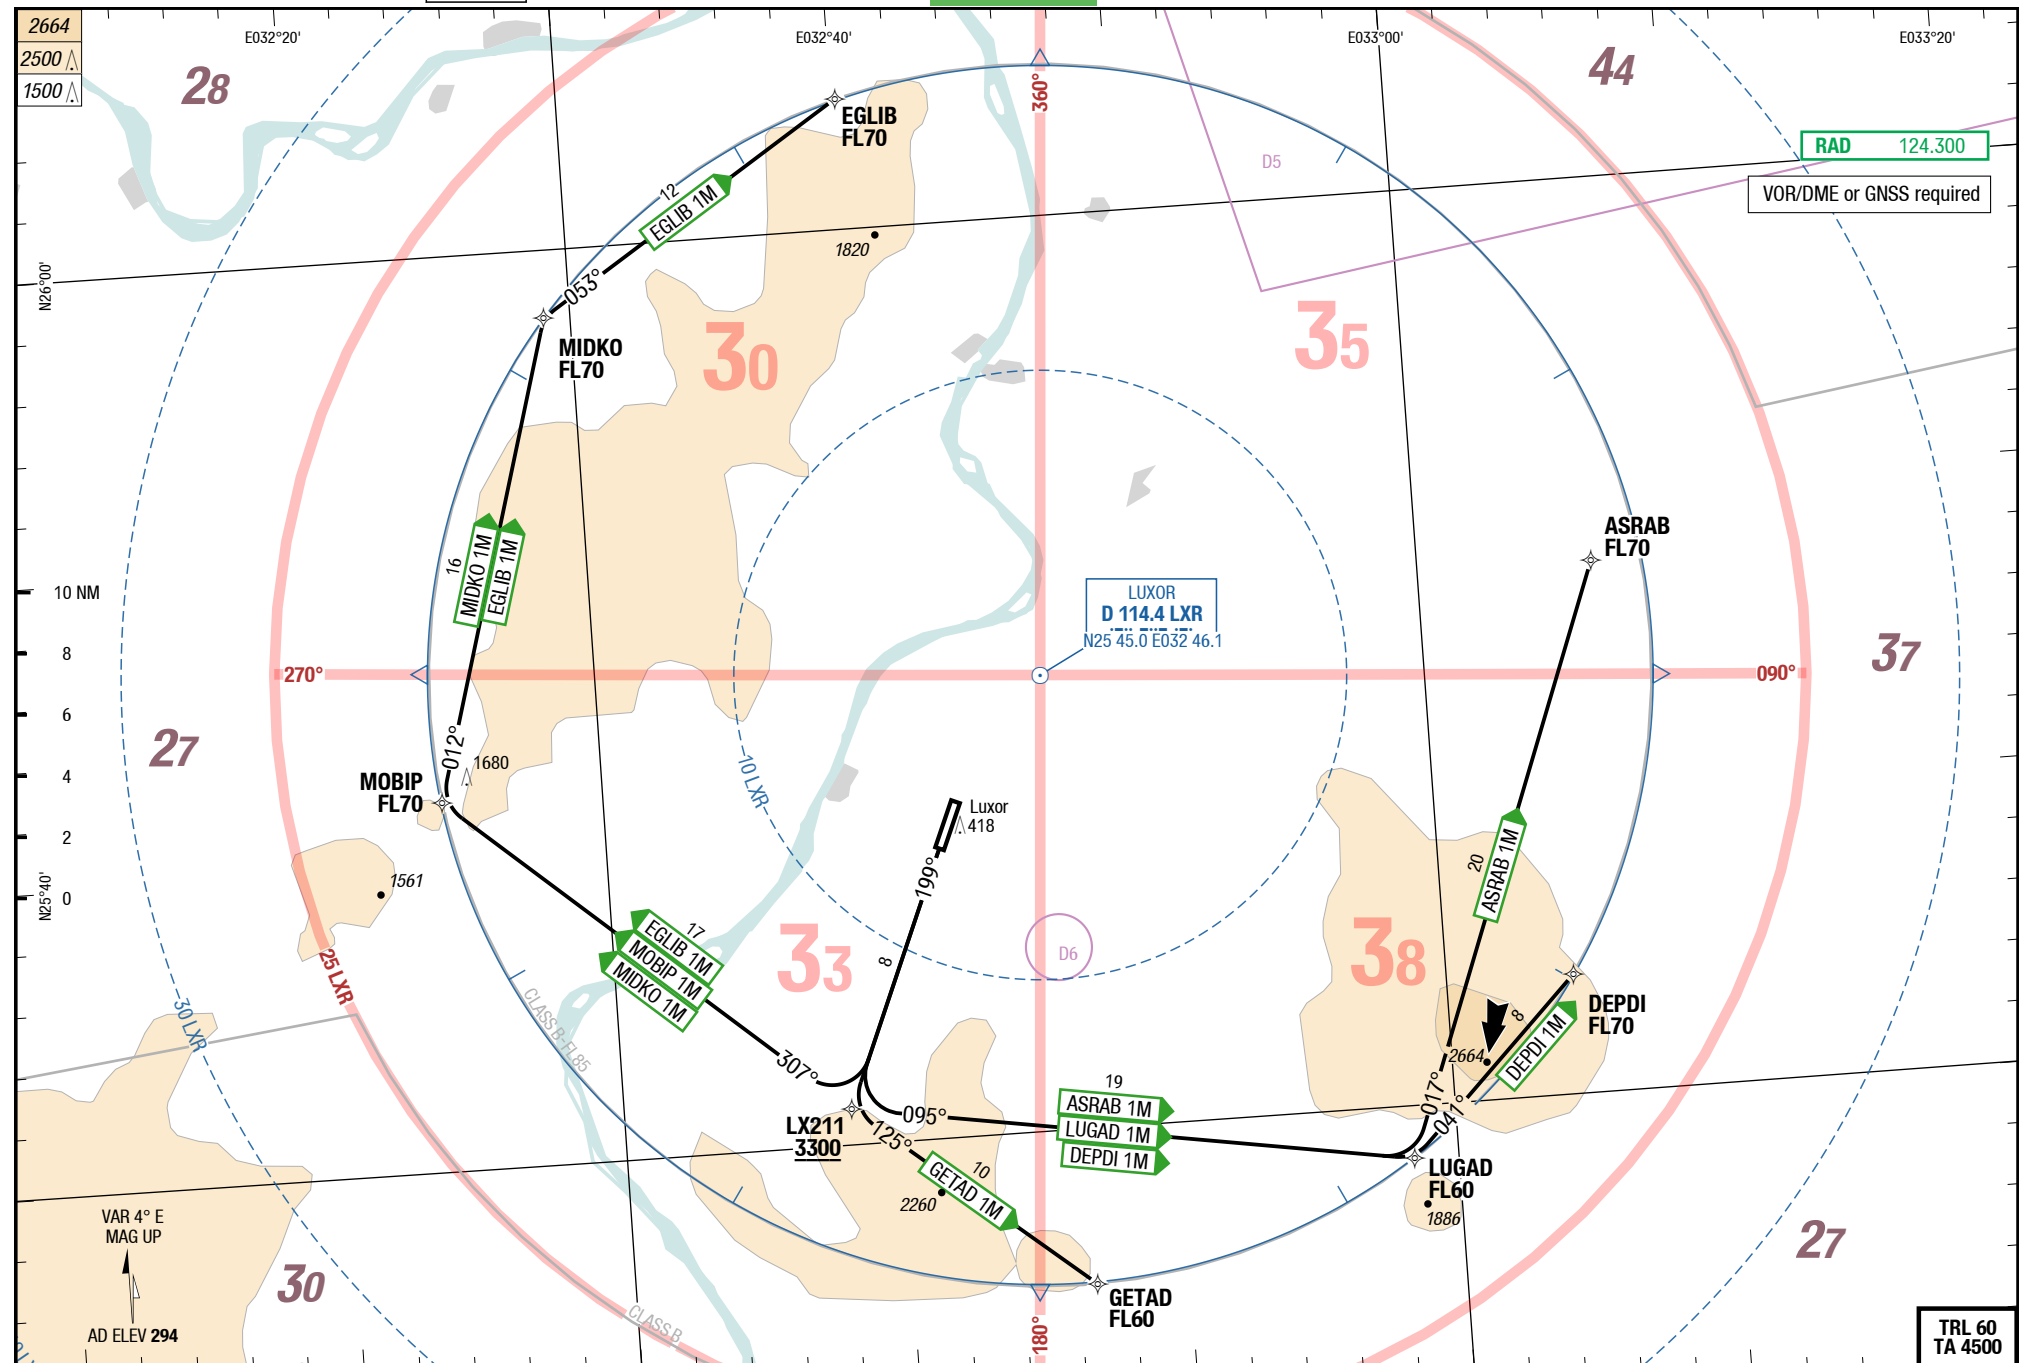 2664
2500
1500
E032°20'
E032°40'
E033°00'
E033°20'
28
44
360°
EGLIB
FL70
D5
RAD 124.300
VOR/DME or GNSS required
12
EGLIB 1M
1820
053°
N26°00'
MIDKO
FL70
30
35
ASRAB
FL70
16
MIDKO 1M
EGLIB 1M
10 NM
8
6
4
2
0
N25°40'
LUXOR
D 114.4 LXR
N25 45.0 E032 46.1
270°
090°
37
27
012°
1680
MOBIP
FL70
10 LXR
Luxor
418
199°
8
1561
20
ASRAB 1M
17
EGLIB 1M
MOBIP 1M
MIDKO 1M
33
D6
38
25 LXR
30 LXR
CLASS B-FL85
DEPDI
FL70
8
DEPDI 1M
2664
307°
017°
041°
LX211
3300
095°
125°
19
ASRAB 1M
LUGAD 1M
DEPDI 1M
10
GETAD 1M
2260
LUGAD
FL60
1886
VAR 4° E
MAG UP
AD ELEV 294
30
27
CLASS B
180°
GETAD
FL60
TRL 60
TA 4500